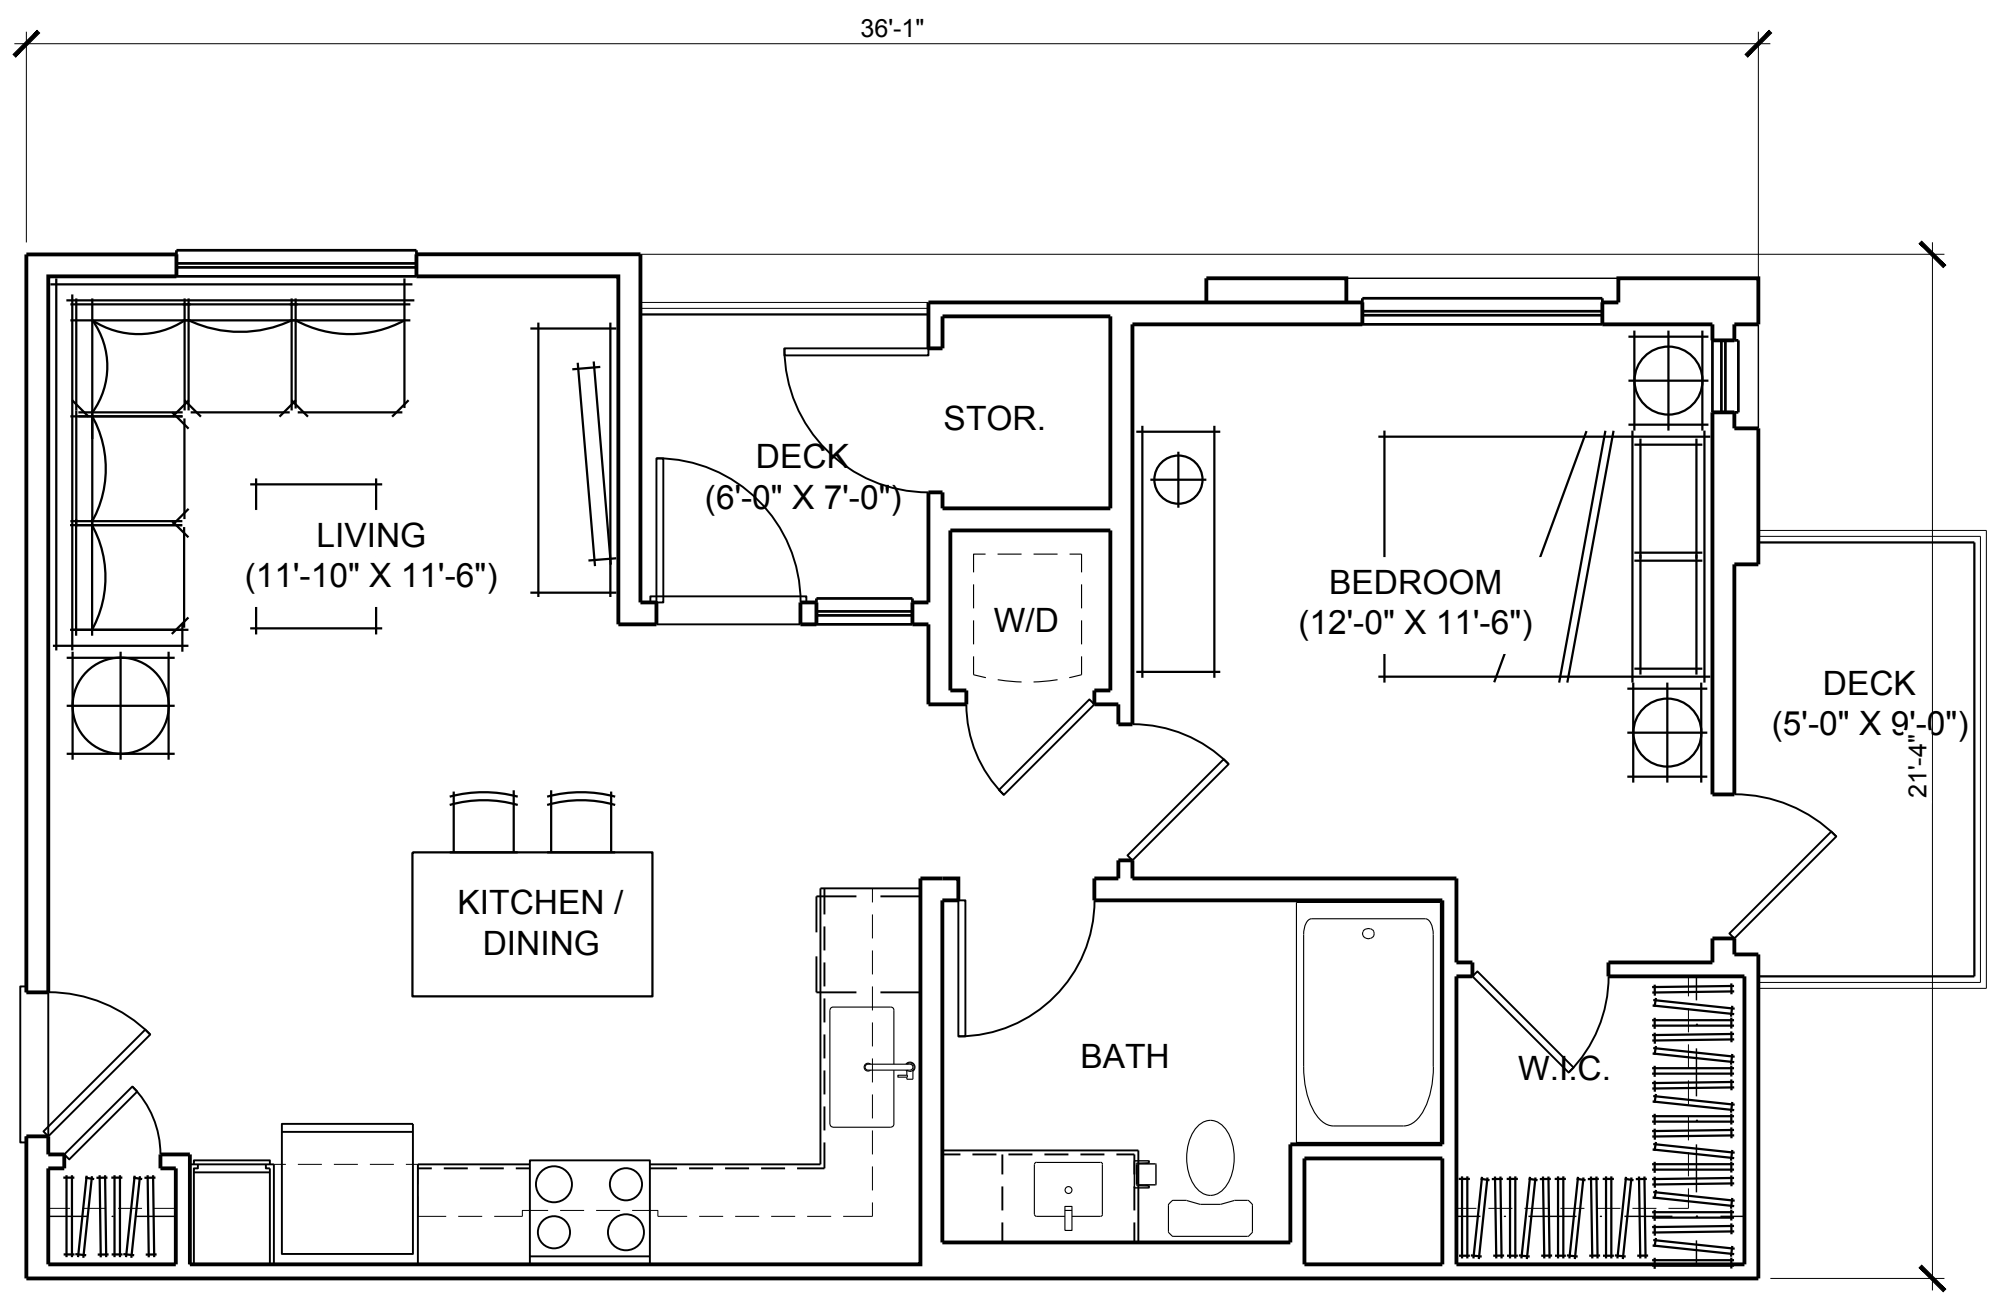 36'-1"
STOR.
DECK
(6'-0" X 7'-0")
LIVING
(11'-10" X 11'-6")
W/D
BEDROOM
(12'-0" X 11'-6")
DECK
(5'-0" X 9'-0")
21'-4"
KITCHEN /
DINING
BATH
W.I.C.